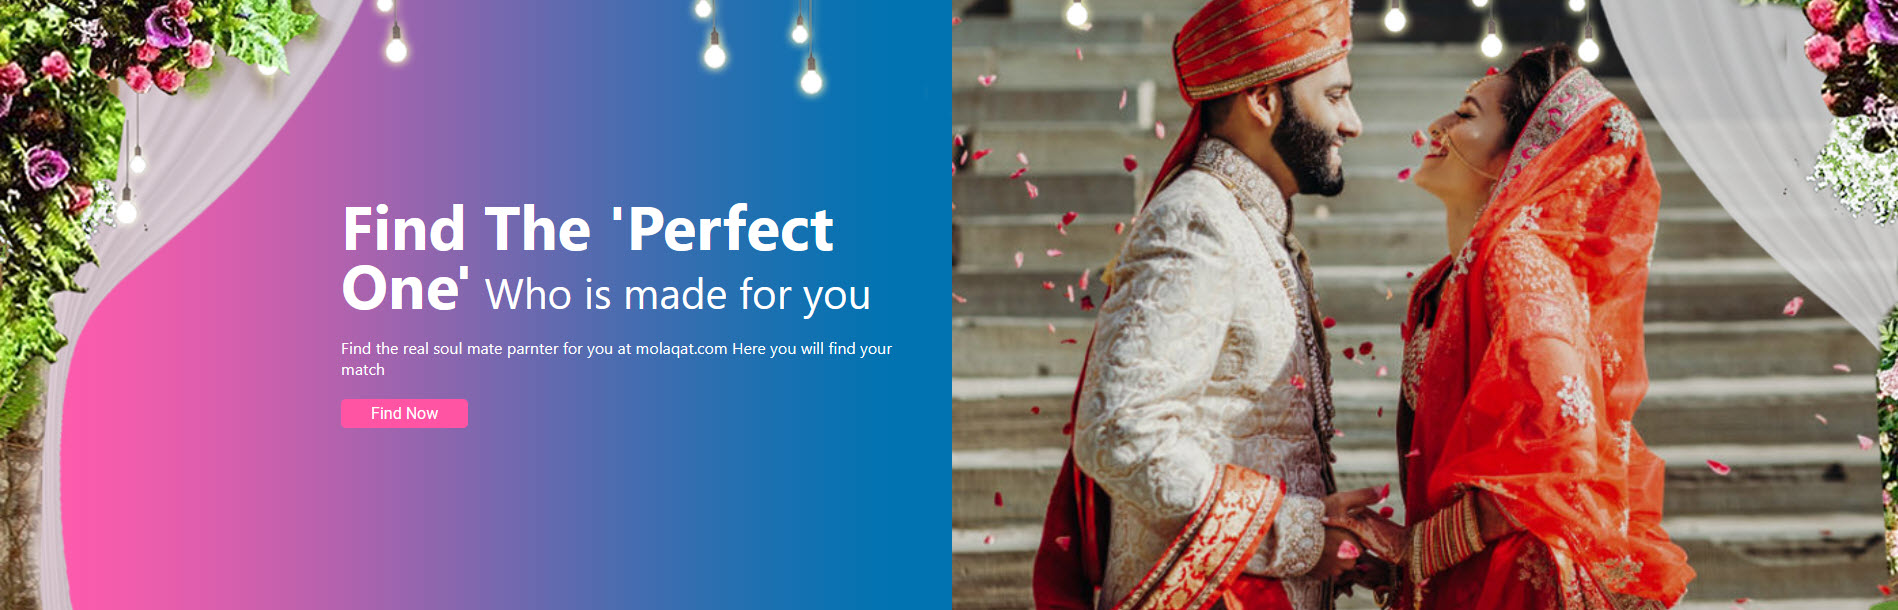 Find The 'Perfect
One' Who is made for you
Find the real soul mate parnter for you at molaqat.com Here you will find your
match
Find Now